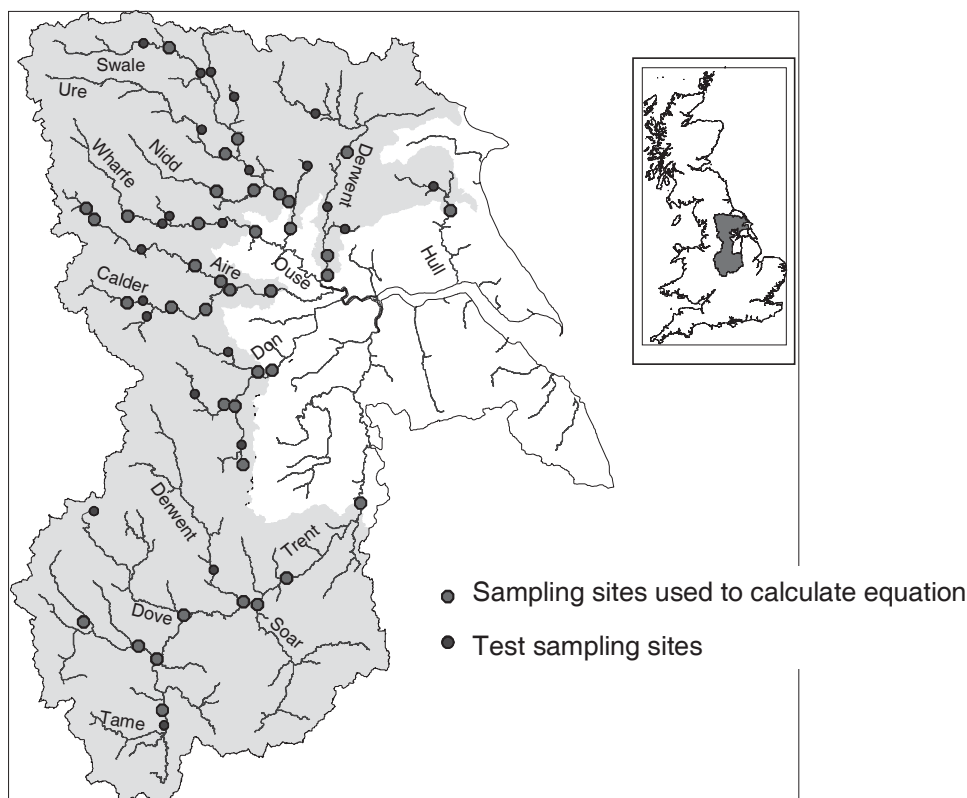 Swale
Ure
Wharfe
Nidd
Derwent
Hull
Ouse
Aire
Calder
Don
Derwent
Trent
Dove
Soar
Tame
Sampling sites used to calculate equation
Test sampling sites